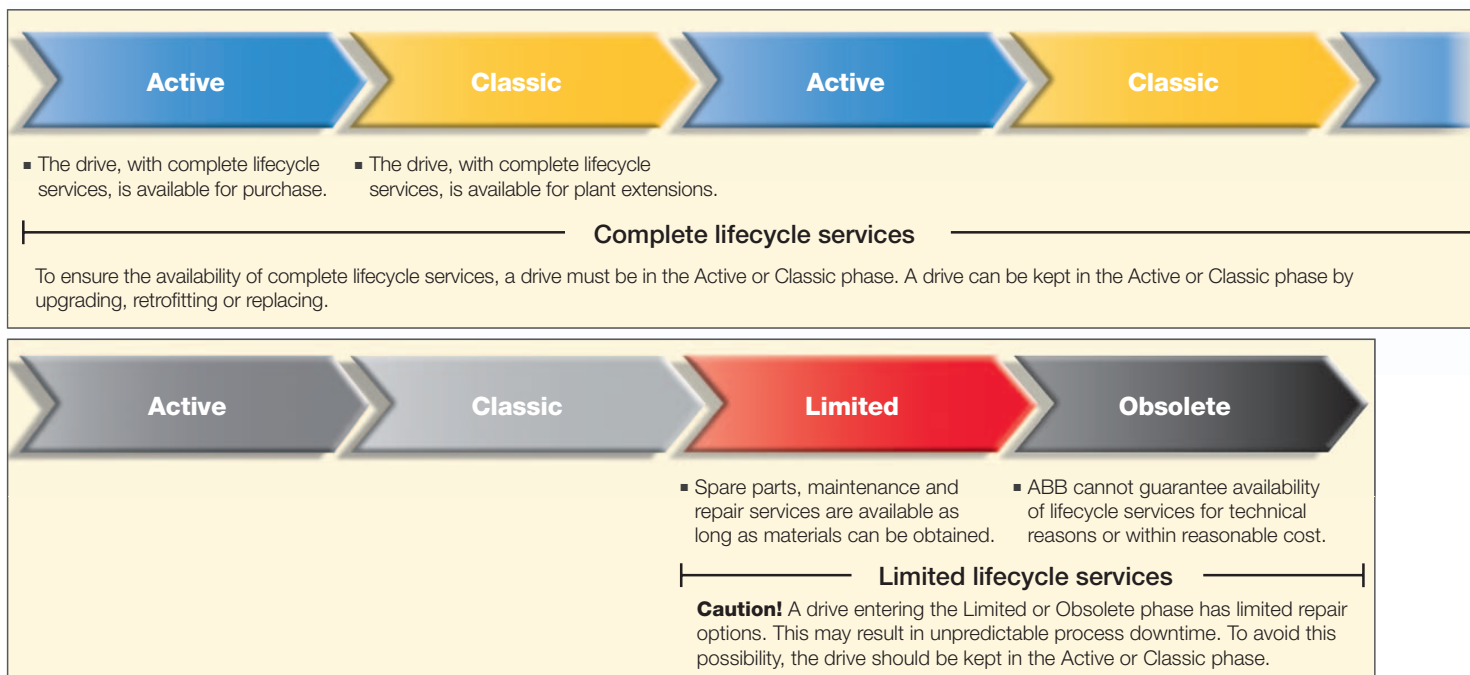 Active
Classic
Active
Classic
▪ The drive, with complete lifecycle
services, is available for purchase.
▪ The drive, with complete lifecycle
services, is available for plant extensions.
Complete lifecycle services
To ensure the availability of complete lifecycle services, a drive must be in the Active or Classic phase. A drive can be kept in the Active or Classic phase by
upgrading, retrofitting or replacing.
Active
Classic
Limited
Obsolete
▪ Spare parts, maintenance and
repair services are available as
long as materials can be obtained.
▪ ABB cannot guarantee availability
of lifecycle services for technical
reasons or within reasonable cost.
Limited lifecycle services
Caution! A drive entering the Limited or Obsolete phase has limited repair
options. This may result in unpredictable process downtime. To avoid this
possibility, the drive should be kept in the Active or Classic phase.